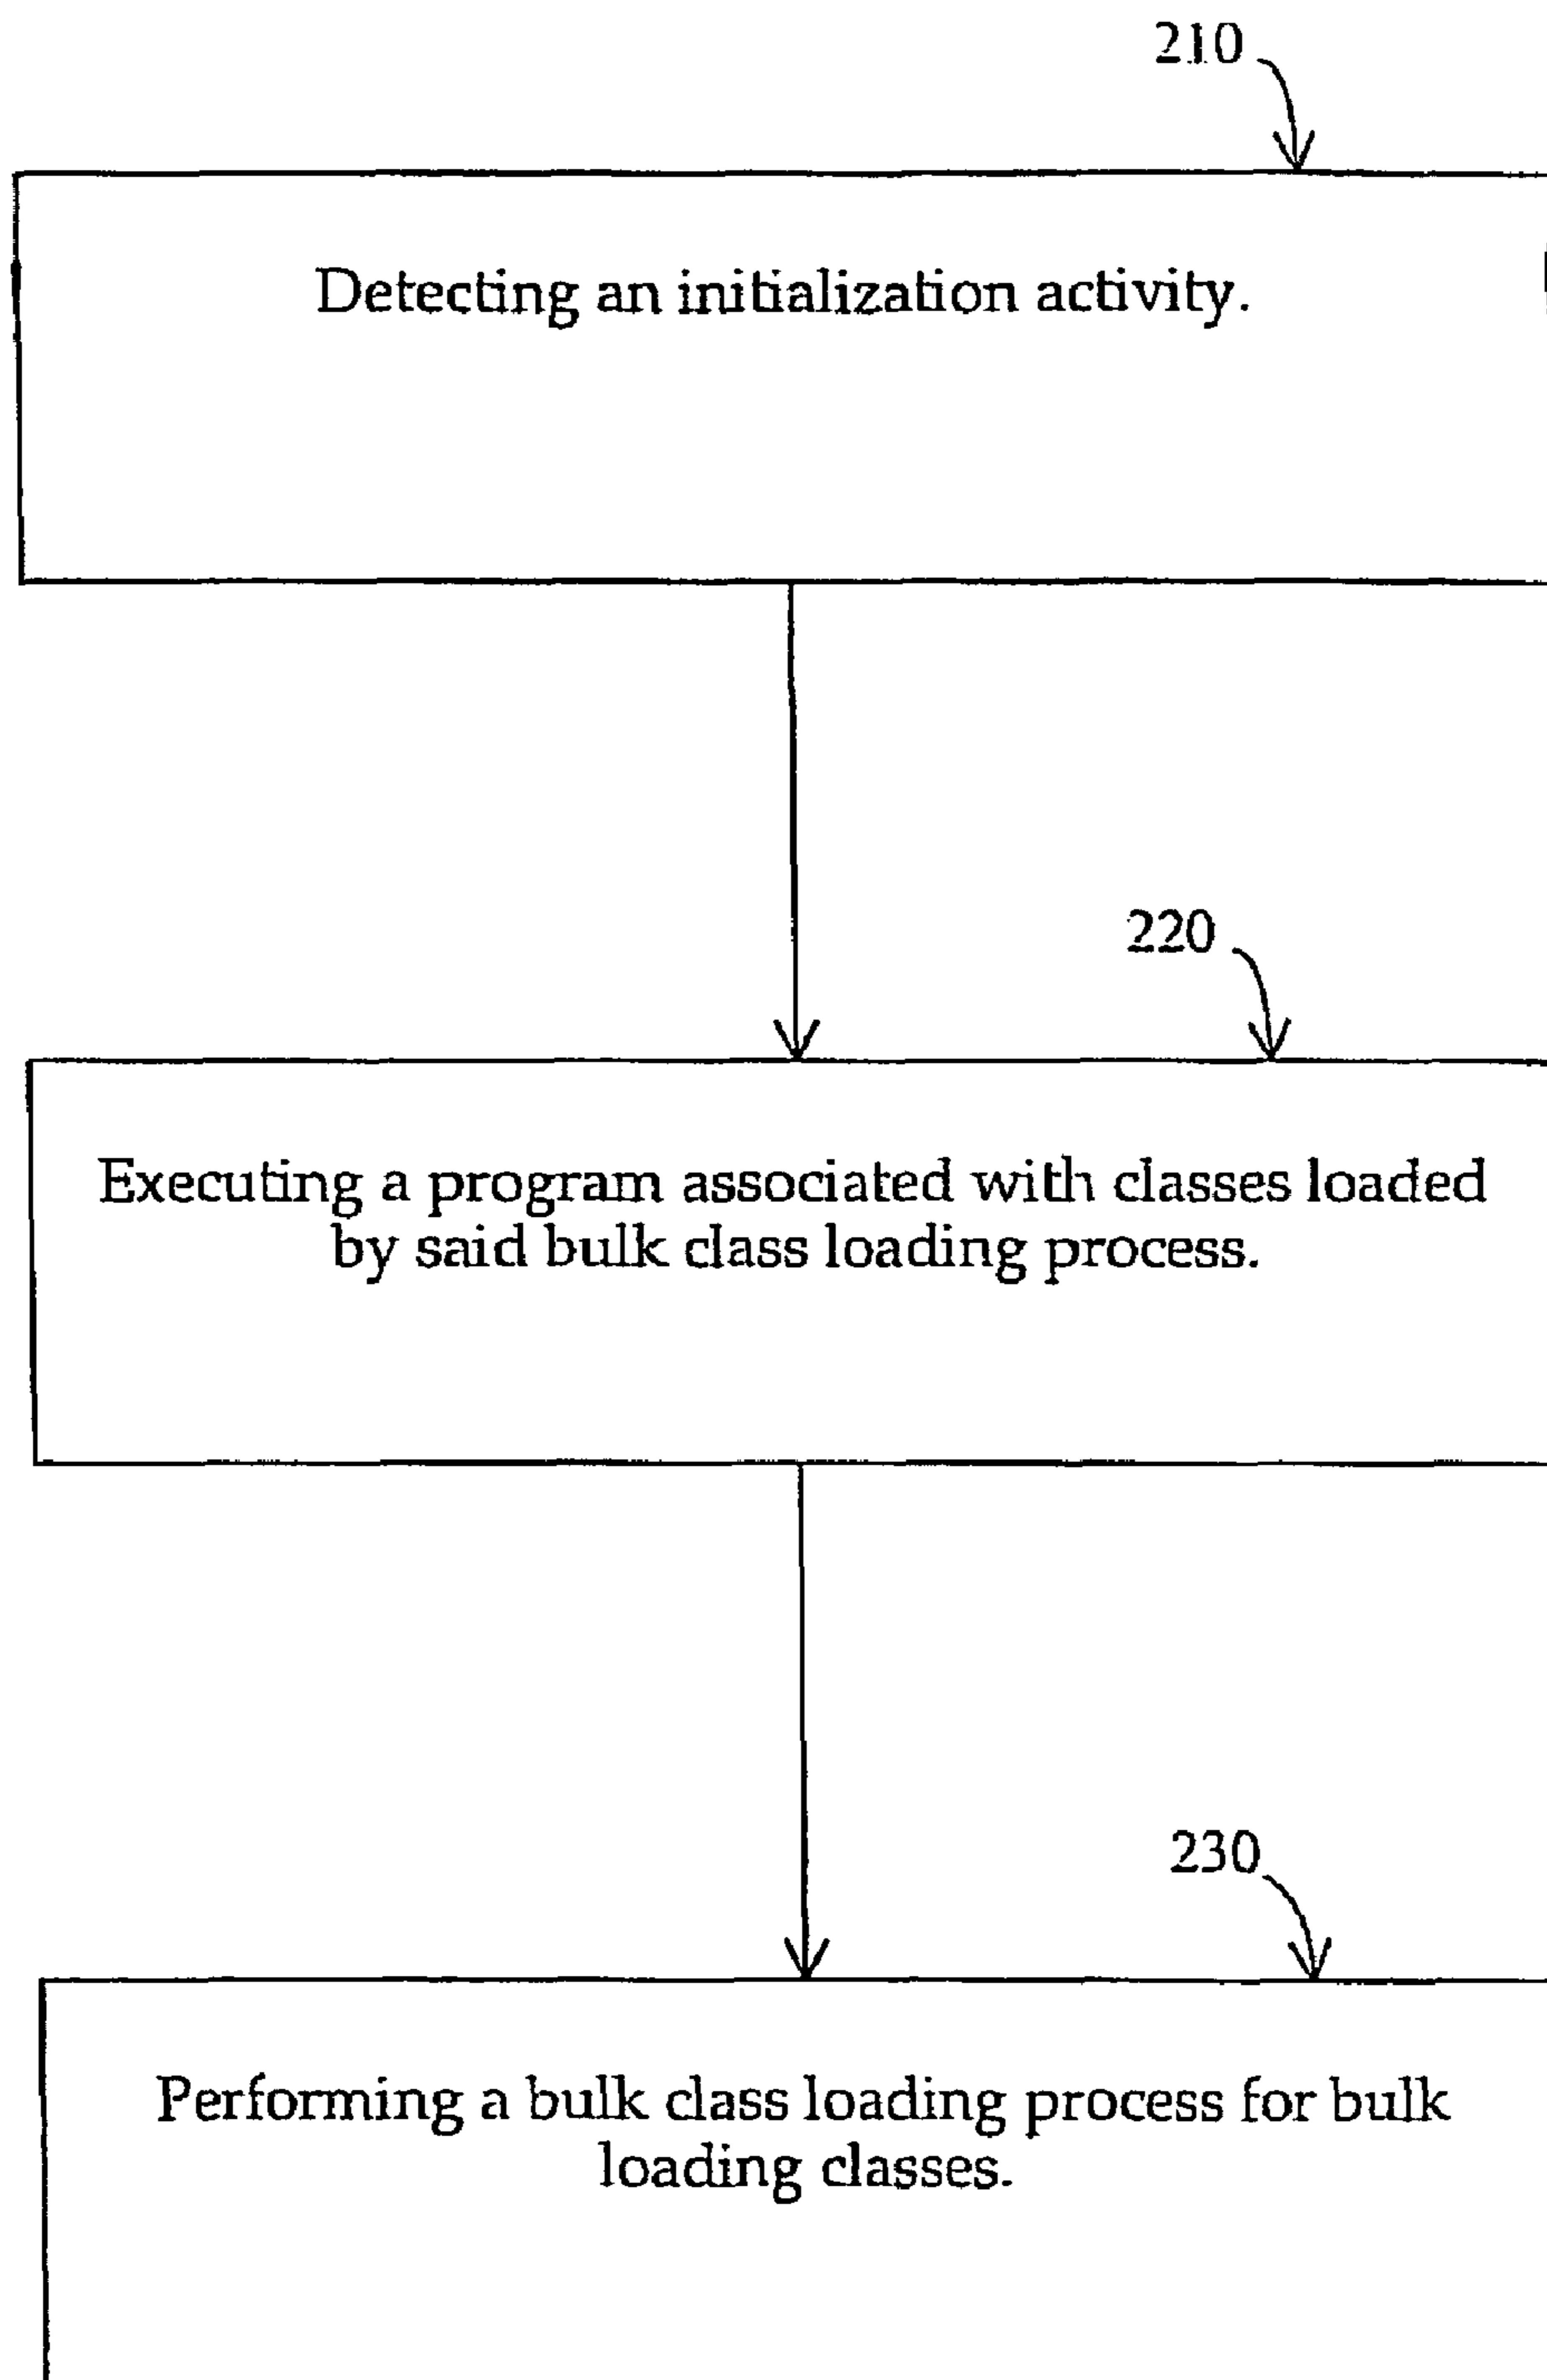 210
Detecting an initialization activity.
220
Executing a program associated with classes loaded
by said bulk class loading process.
230
Performing a bulk class loading process for bulk
loading classes.